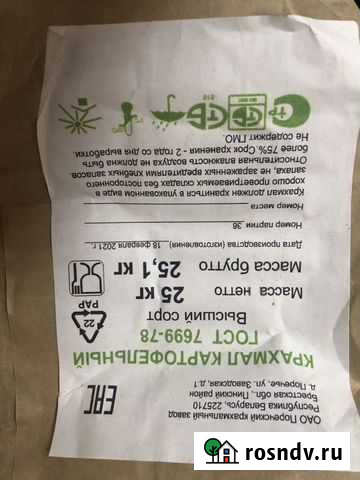 ОАО Поречский крахмальный завод
Республика Беларусь, 225710
Брестская обл., Пинский район
д. Поречье, ул. Заводская, д.1
ЕАС
КРАХМАЛ КАРТОФЕЛЬНЫЙ
ГОСТ 7699-78
Высший сорт
Масса нетто 25 кг
Масса брутто 25,1 кг
22
PAP
Дата производства (изготовления) 18 февраля 2021 г.
Номер партии 36
Номер места
Крахмал должен храниться в упакованном виде в
хорошо проветриваемых складах без постороннего
запаха, не зараженных вредителями хлебных запасов.
Относительная влажность воздуха не должна быть
более 75% Срок хранения - 2 года со дня выработки.
Не содержит ГМО.
rosndv.ru